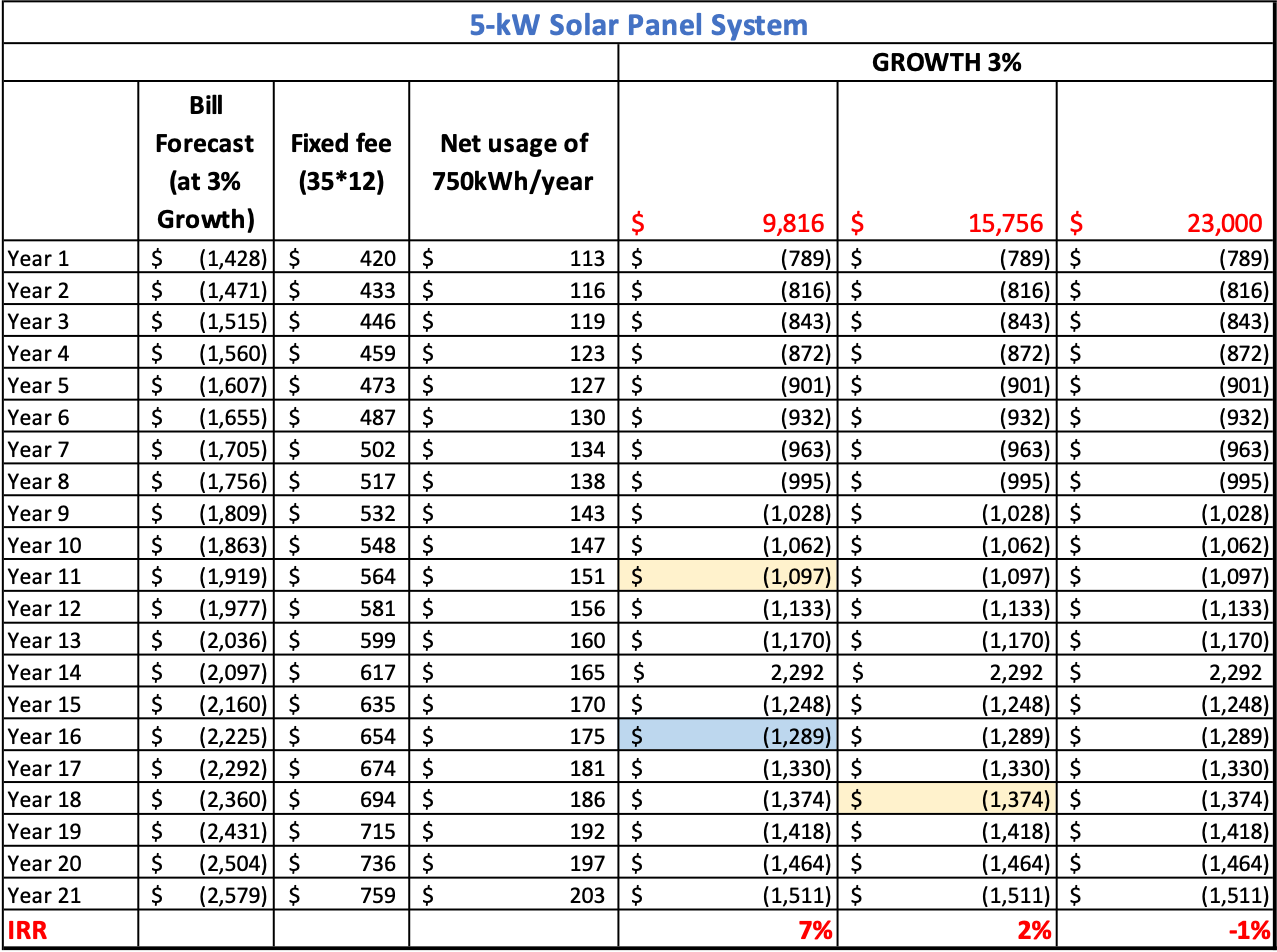 5-kW Solar Panel System
GROWTH 3%
Bill
Forecast
(at 3%
Growth)
Fixed fee
(35*12)
Net usage of
750kWh/year
$ 9,816 $ 15,756 $ 23,000
Year 1 $ (1,428) $ 420 $ 113 $ (789) $ (789) $ (789)
Year 2 $ (1,471) $ 433 $ 116 $ (816) $ (816) $ (816)
Year 3 $ (1,515) $ 446 $ 119 $ (843) $ (843) $ (843)
Year 4 $ (1,560) $ 459 $ 123 $ (872) $ (872) $ (872)
Year 5 $ (1,607) $ 473 $ 127 $ (901) $ (901) $ (901)
Year 6 $ (1,655) $ 487 $ 130 $ (932) $ (932) $ (932)
Year 7 $ (1,705) $ 502 $ 134 $ (963) $ (963) $ (963)
Year 8 $ (1,756) $ 517 $ 138 $ (995) $ (995) $ (995)
Year 9 $ (1,809) $ 532 $ 143 $ (1,028) $ (1,028) $ (1,028)
Year 10 $ (1,863) $ 548 $ 147 $ (1,062) $ (1,062) $ (1,062)
Year 11 $ (1,919) $ 564 $ 151 $ (1,097) $ (1,097) $ (1,097)
Year 12 $ (1,977) $ 581 $ 156 $ (1,133) $ (1,133) $ (1,133)
Year 13 $ (2,036) $ 599 $ 160 $ (1,170) $ (1,170) $ (1,170)
Year 14 $ (2,097) $ 617 $ 165 $ 2,292 $ 2,292 $ 2,292
Year 15 $ (2,160) $ 635 $ 170 $ (1,248) $ (1,248) $ (1,248)
Year 16 $ (2,225) $ 654 $ 175 $ (1,289) $ (1,289) $ (1,289)
Year 17 $ (2,292) $ 674 $ 181 $ (1,330) $ (1,330) $ (1,330)
Year 18 $ (2,360) $ 694 $ 186 $ (1,374) $ (1,374) $ (1,374)
Year 19 $ (2,431) $ 715 $ 192 $ (1,418) $ (1,418) $ (1,418)
Year 20 $ (2,504) $ 736 $ 197 $ (1,464) $ (1,464) $ (1,464)
Year 21 $ (2,579) $ 759 $ 203 $ (1,511) $ (1,511) $ (1,511)
IRR 7% 2% -1%